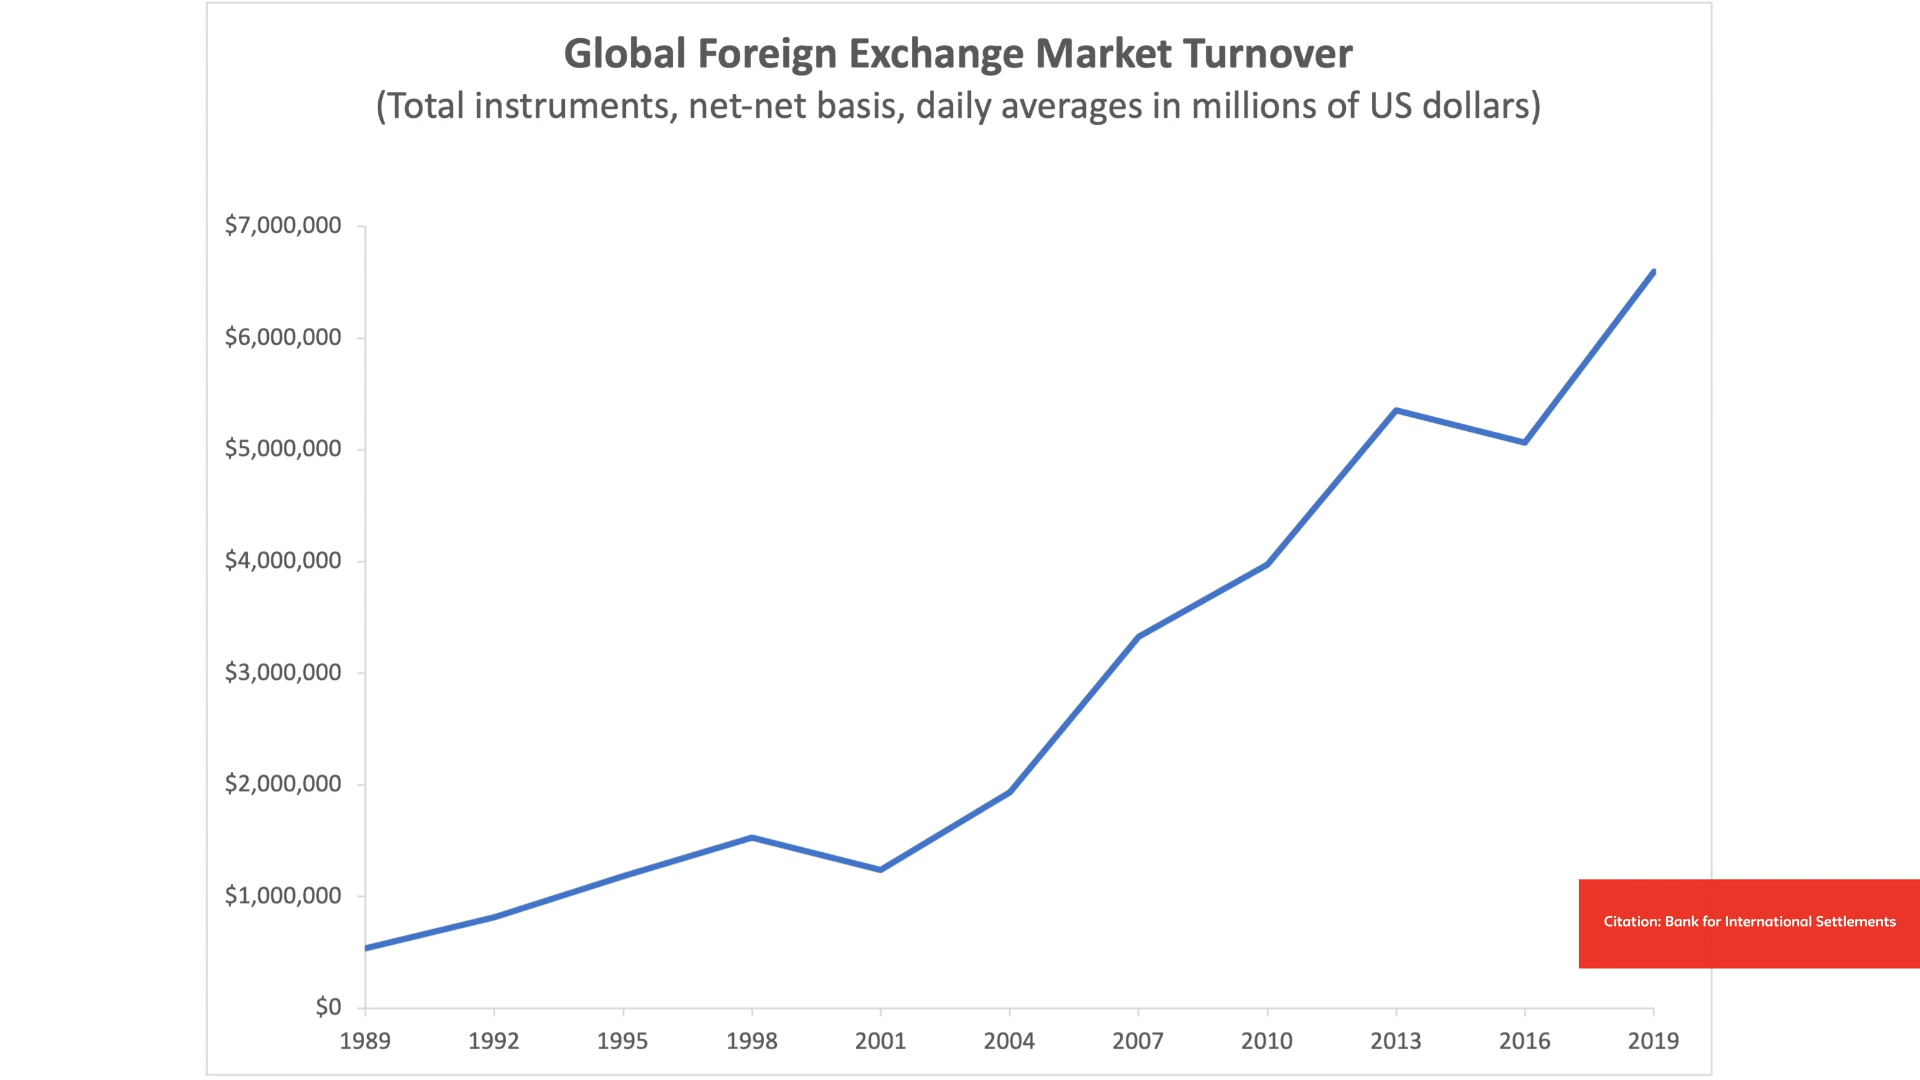 Global Foreign Exchange Market Turnover
(Total instruments, net-net basis, daily averages in millions of US dollars)
$7,000,000
$6,000,000
$5,000,000
$4,000,000
$3,000,000
$2,000,000
$1,000,000
$0
1989 1992 1995 1998 2001 2004 2007 2010 2013 2016 2019
Citation: Bank for International Settlements